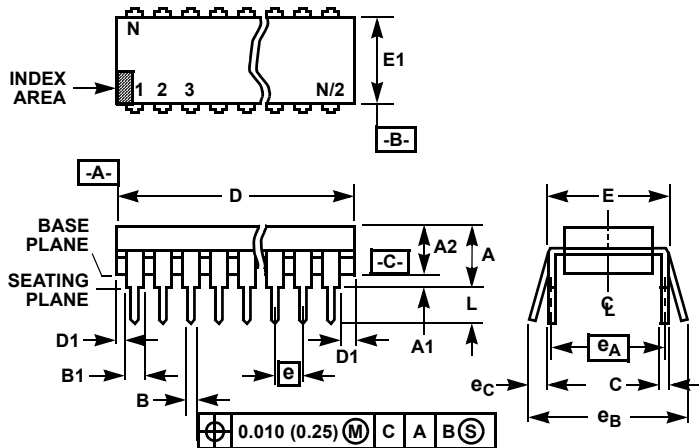 N
INDEX
AREA
1 2 3 N/2
E1
-B-
-A-
D
E
BASE
PLANE
SEATING
PLANE
-C-
A2
A
L
A1
D1
D1
B1
B
e
℄
eA
eC
C
eB
⌖ 0.010 (0.25) Ⓜ C A B Ⓢ